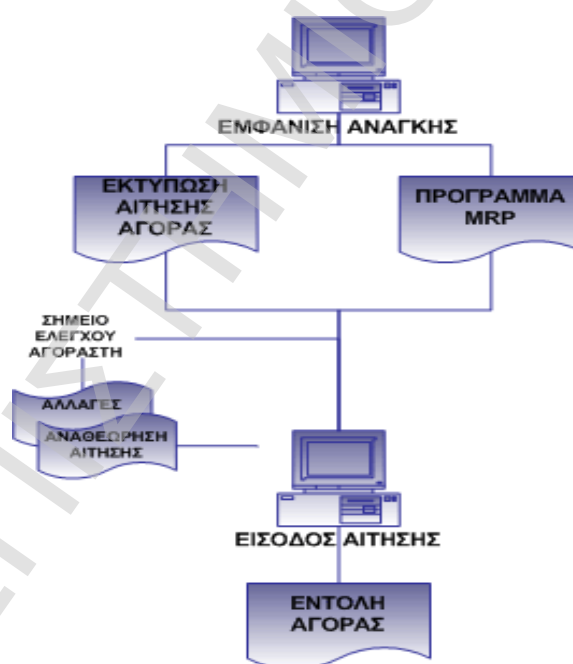 ΕΜΦΑΝΙΣΗ ΑΝΑΓΚΗΣ
ΕΚΤΥΠΩΣΗ
ΑΙΤΗΣΗΣ
ΑΓΟΡΑΣ
ΠΡΟΓΡΑΜΜΑ
MRP
ΣΗΜΕΙΟ
ΕΛΕΓΧΟΥ
ΑΓΟΡΑΣΤΗ
ΑΛΛΑΓΕΣ
ΑΝΑΘΕΩΡΗΣΗ
ΑΙΤΗΣΗΣ
ΕΙΣΟΔΟΣ ΑΙΤΗΣΗΣ
ΕΝΤΟΛΗ
ΑΓΟΡΑΣ